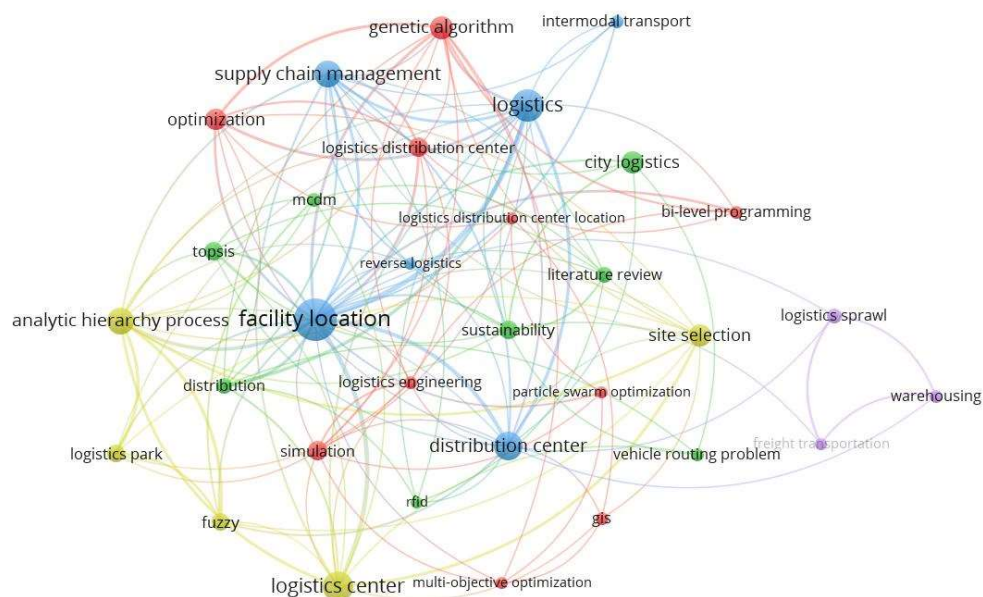 genetic algorithm
intermodal transport
supply chain management
logistics
optimization
logistics distribution center
city logistics
mcdm
logistics distribution center location
bi-level programming
topsis
reverse logistics
literature review
analytic hierarchy process
facility location
sustainability
site selection
logistics sprawl
distribution
logistics engineering
particle swarm optimization
warehousing
logistics park
simulation
distribution center
vehicle routing problem
freight transportation
rfid
fuzzy
gis
logistics center
multi-objective optimization